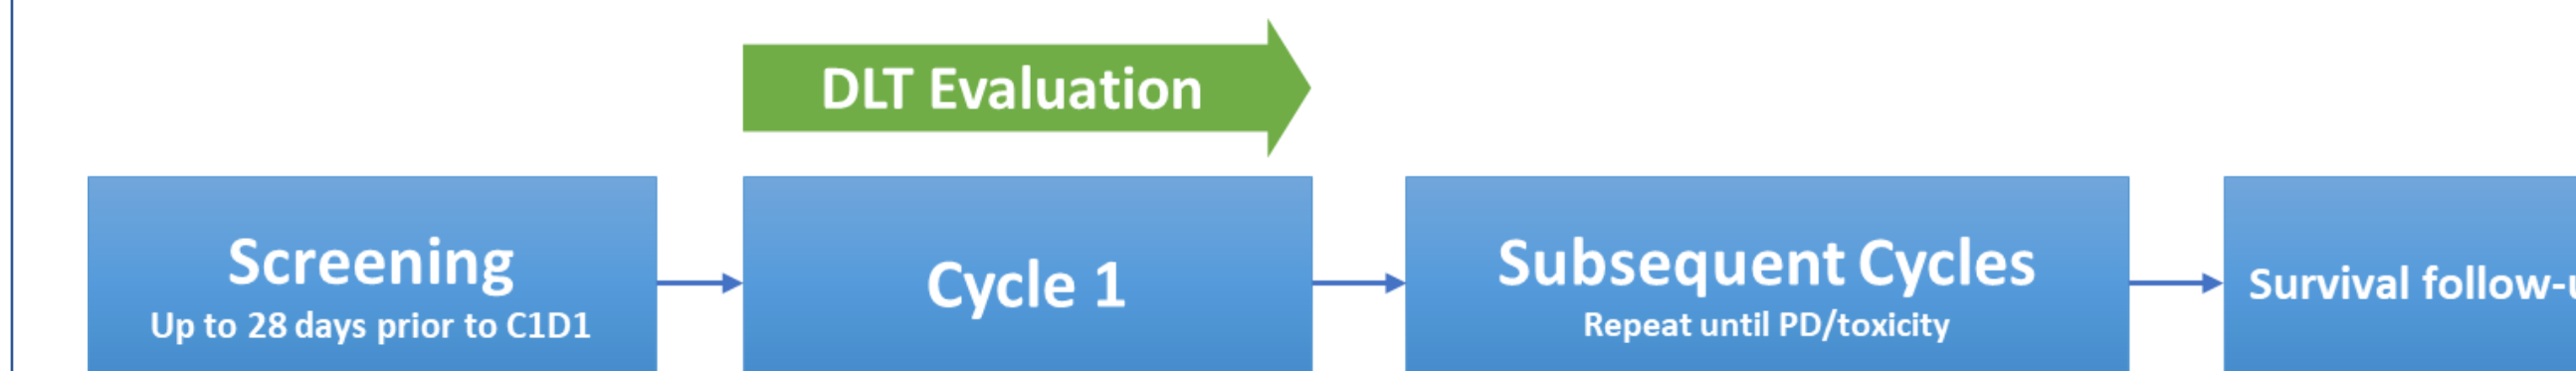 DLT Evaluation
Screening
Up to 28 days prior to C1D1
Cycle 1
Subsequent Cycles
Repeat until PD/toxicity
Survival